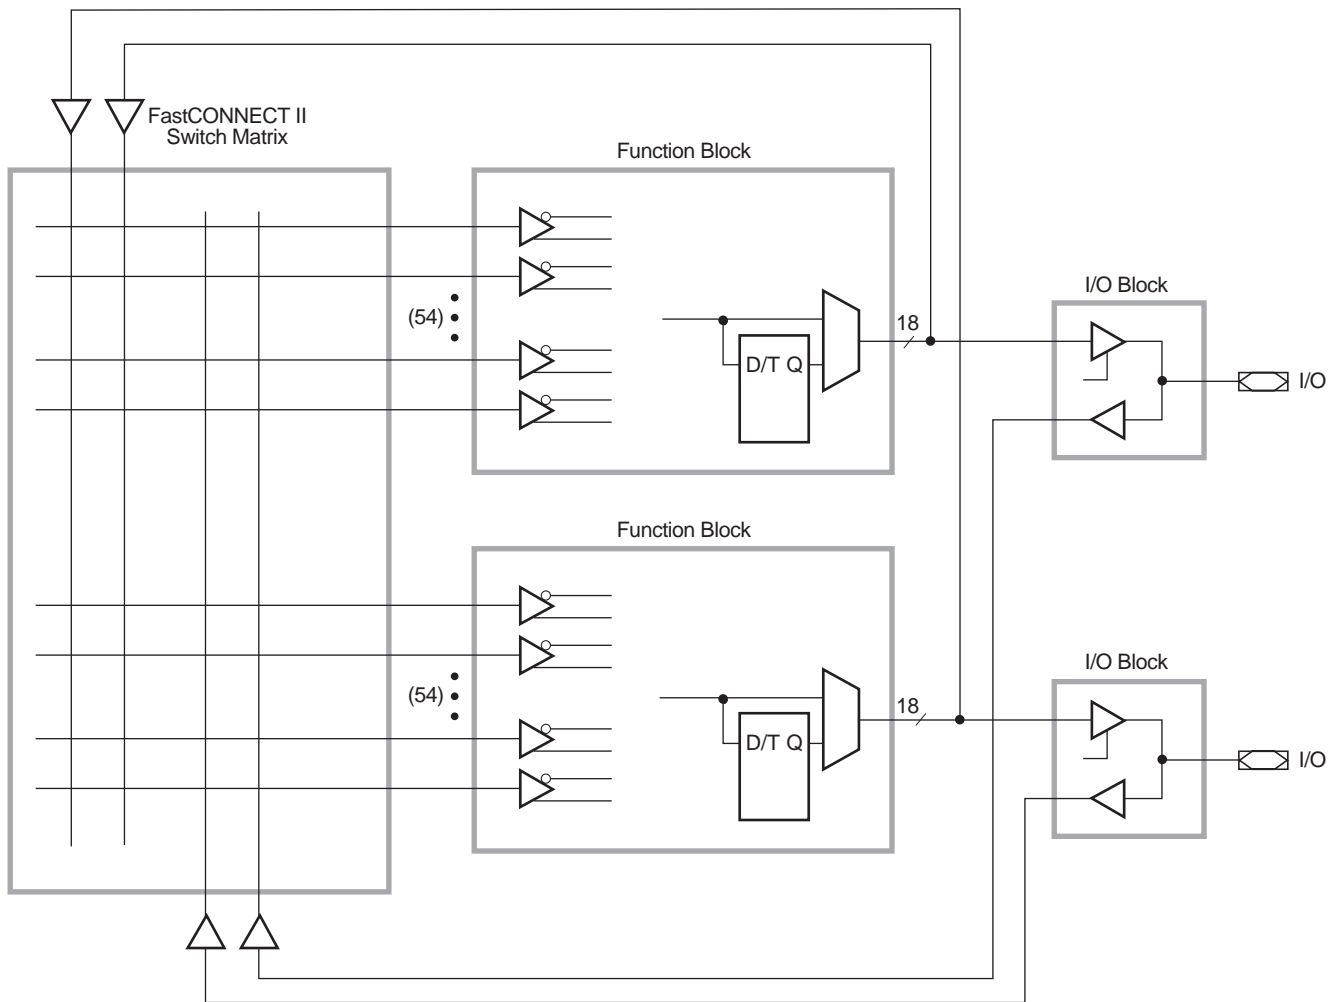 FastCONNECT II
Switch Matrix
Function Block
I/O Block
(54)
18
D/T Q
I/O
Function Block
I/O Block
(54)
18
D/T Q
I/O